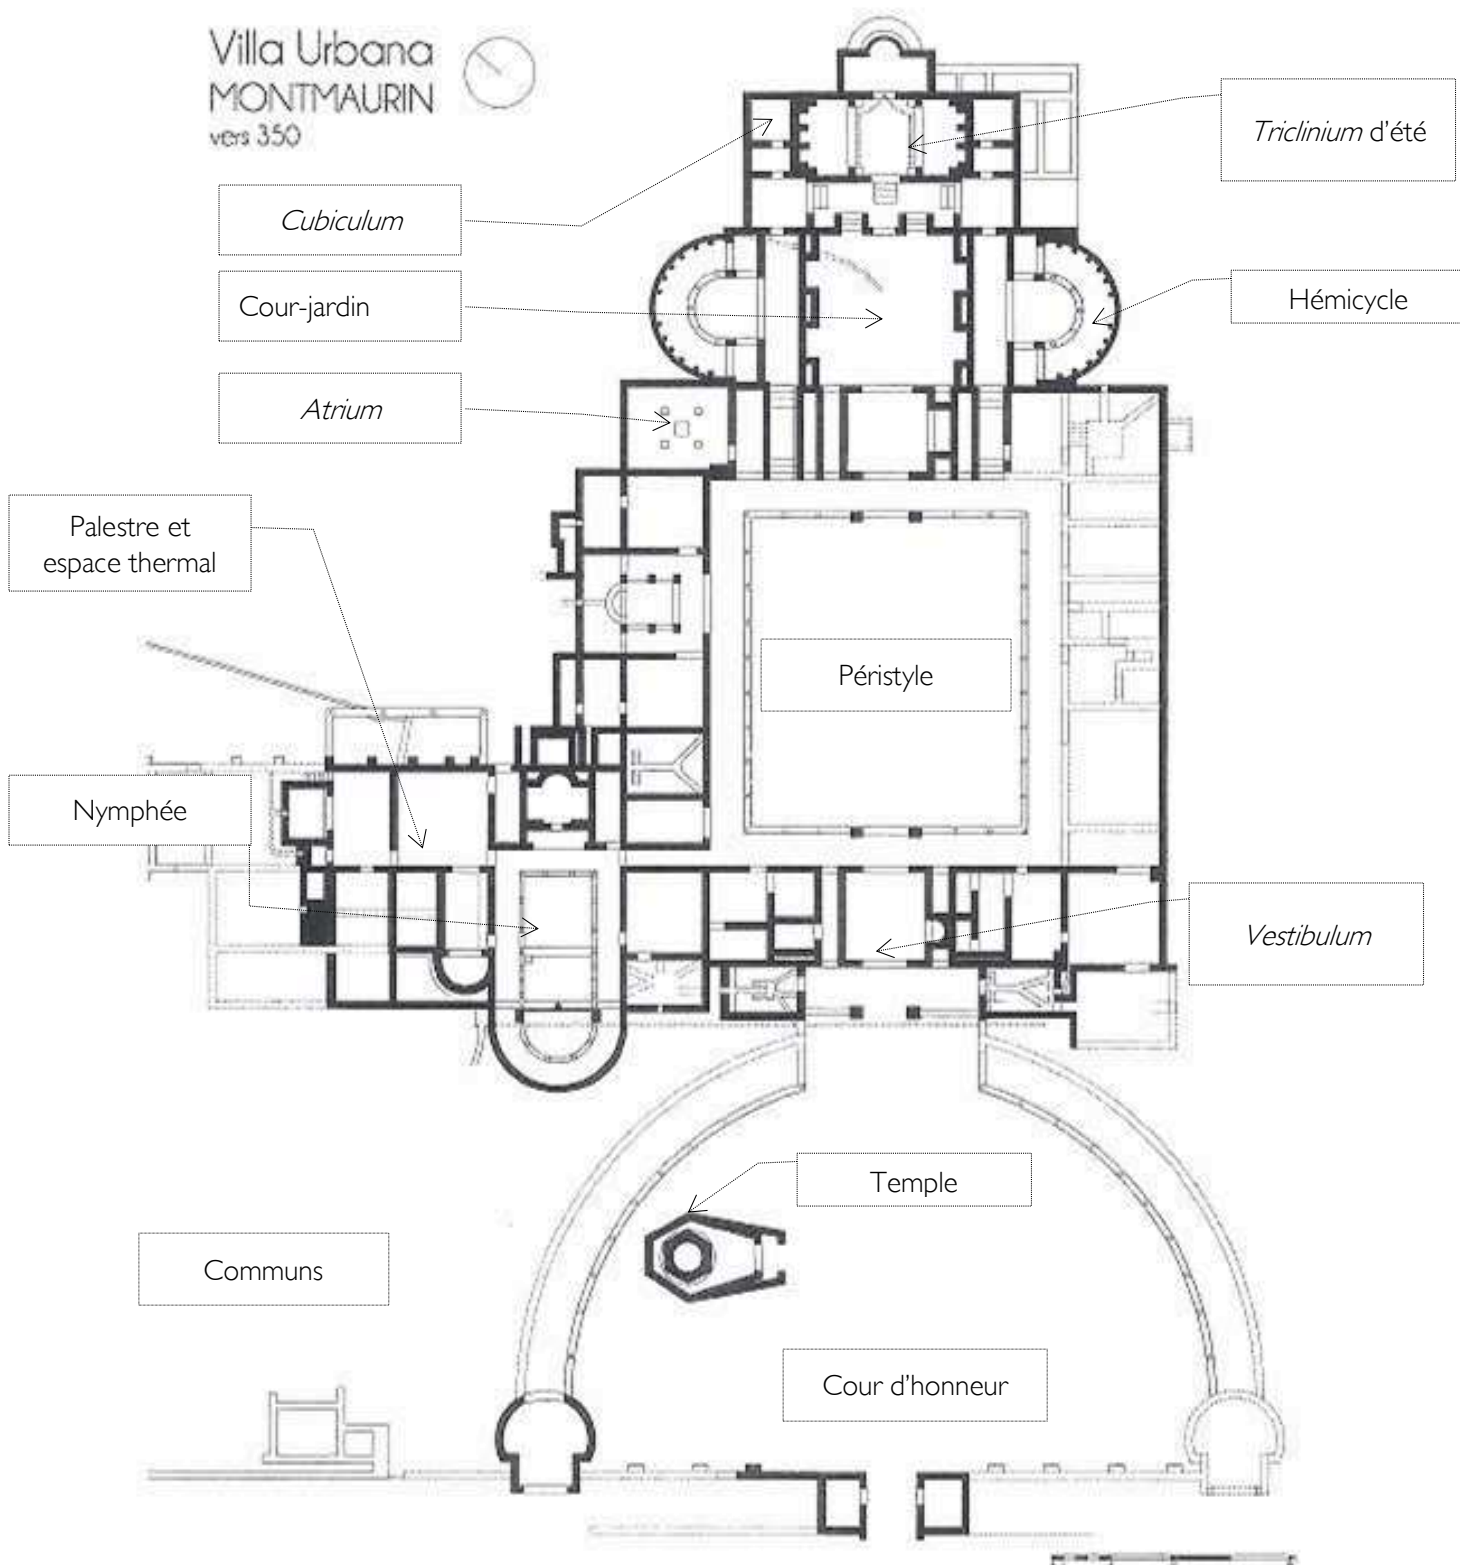 Villa Urbana
MONTMAURIN
vers 350
Triclinium d'été
Cubiculum
Cour-jardin
Hémicycle
Atrium
Palestre et
espace thermal
Péristyle
Nymphée
Vestibulum
Temple
Communs
Cour d'honneur